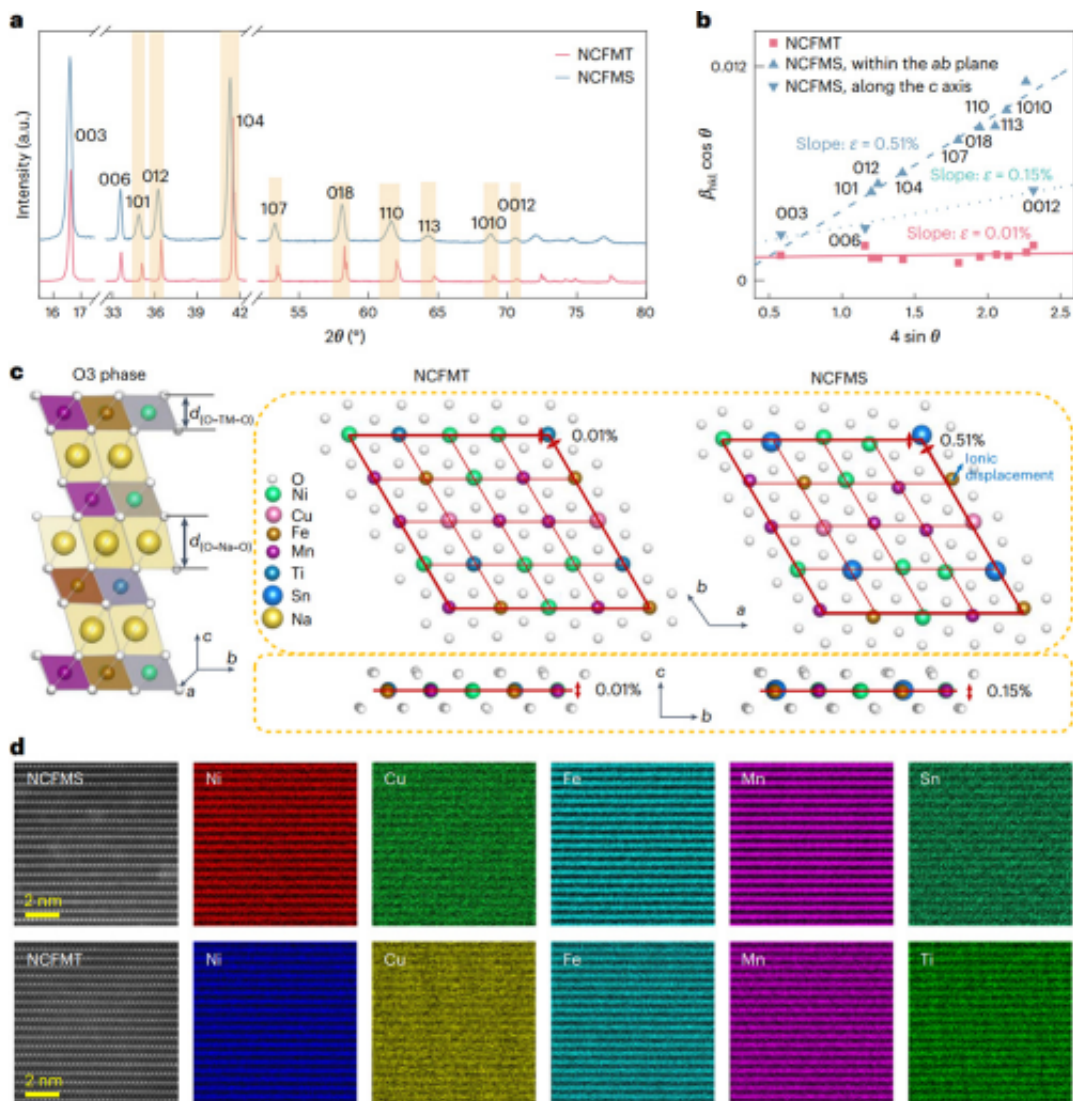 a
Intensity (a.u.)
NCFMT
NCFMS
003
006
101
012
104
107
018
110
113
1010
0012
16 17 33 36 39 42 50 55 60 65 70 75 80
2θ (°)
b
NCFMT
NCFMS, within the ab plane
NCFMS, along the c axis
0.012
0
βhkl cos θ
Slope: ε = 0.51%
Slope: ε = 0.15%
Slope: ε = 0.01%
003
006
101
012
104
107
018
110
113
1010
0012
0.5 1.0 1.5 2.0 2.5
4 sin θ
c
O3 phase
d(O–TM–O)
d(O–Na–O)
c
b
a
O
Ni
Cu
Fe
Mn
Ti
Sn
Na
NCFMT
0.01%
NCFMS
0.51%
Ionic
displacement
b
a
0.01%
c
b
0.15%
d
NCFMS
2 nm
Ni
Cu
Fe
Mn
Sn
NCFMT
2 nm
Ni
Cu
Fe
Mn
Ti